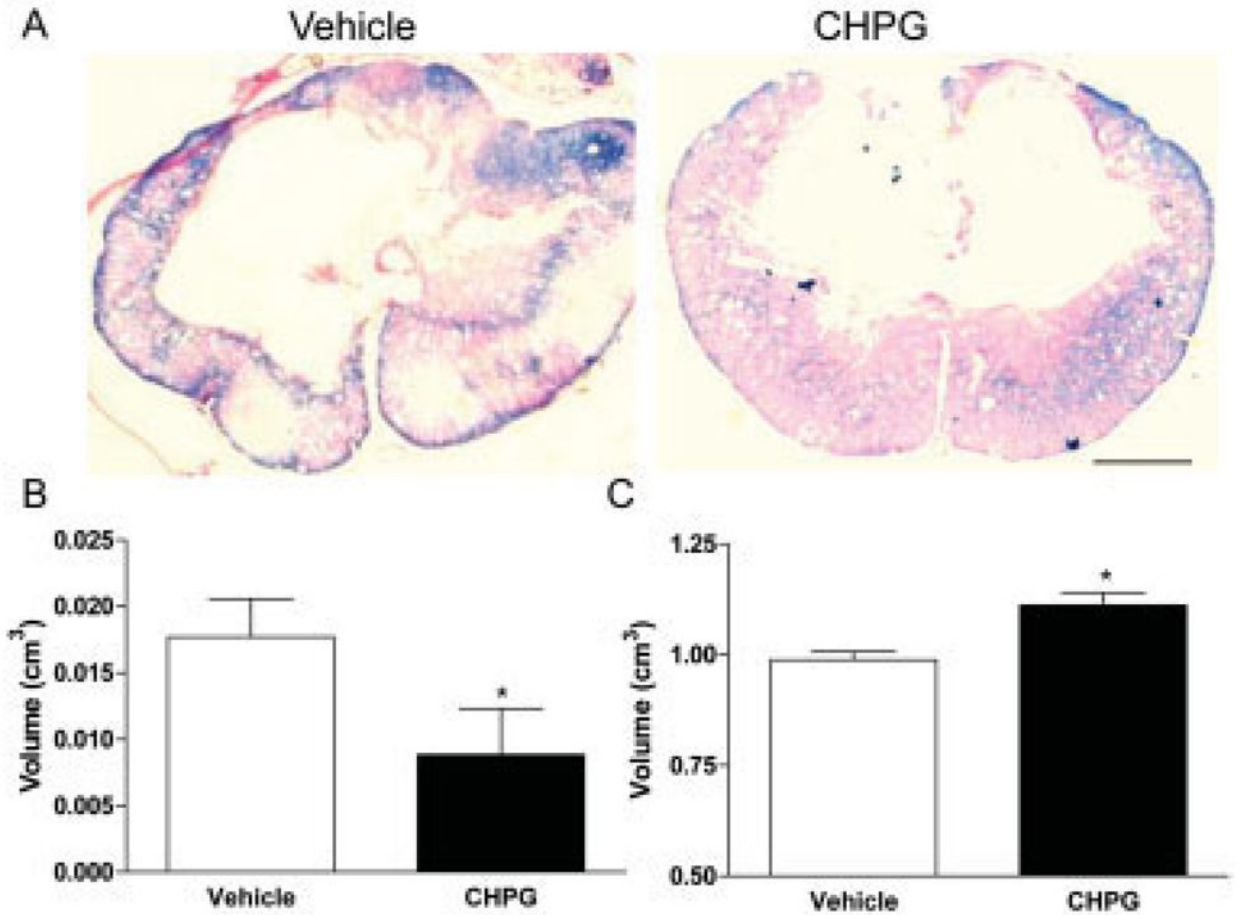 A
Vehicle
CHPG
B
C
Volume (cm³)
0.025
0.020
0.015
0.010
0.005
0.000
*
Vehicle
CHPG
Volume (cm³)
1.25
1.00
0.75
0.50
*
Vehicle
CHPG